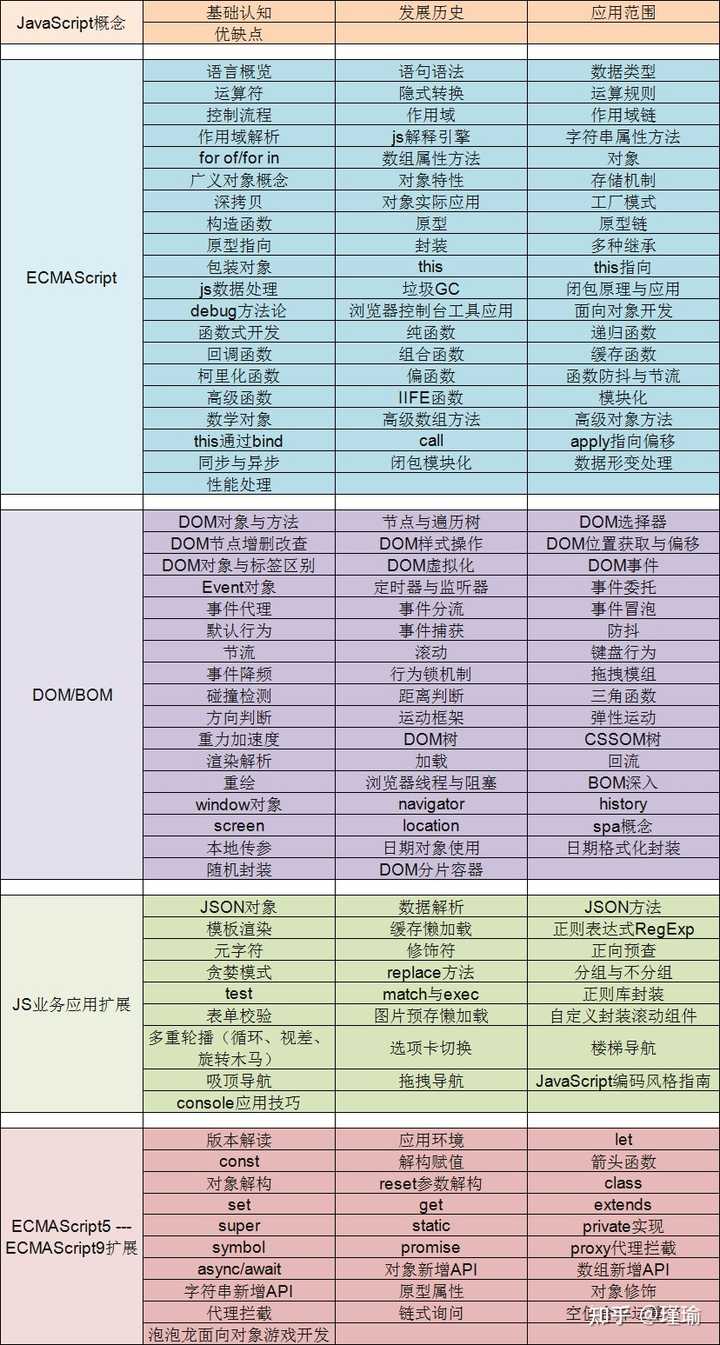 JavaScript概念
基础认知 发展历史 应用范围
优缺点
ECMAScript
语言概览 语句语法 数据类型
运算符 隐式转换 运算规则
控制流程 作用域 作用域链
作用域解析 js解释引擎 字符串属性方法
for of/for in 数组属性方法 对象
广义对象概念 对象特性 存储机制
深拷贝 对象实际应用 工厂模式
构造函数 原型 原型链
原型指向 封装 多种继承
包装对象 this this指向
js数据处理 垃圾GC 闭包原理与应用
debug方法论 浏览器控制台工具应用 面向对象开发
函数式开发 纯函数 递归函数
回调函数 组合函数 缓存函数
柯里化函数 偏函数 函数防抖与节流
高级函数 IIFE函数 模块化
数学对象 高级数组方法 高级对象方法
this通过bind call apply指向偏移
同步与异步 闭包模块化 数据形变处理
性能处理
DOM/BOM
DOM对象与方法 节点与遍历树 DOM选择器
DOM节点增删改查 DOM样式操作 DOM位置获取与偏移
DOM对象与标签区别 DOM虚拟化 DOM事件
Event对象 定时器与监听器 事件委托
事件代理 事件分流 事件冒泡
默认行为 事件捕获 防抖
节流 滚动 键盘行为
事件降频 行为锁机制 拖拽模组
碰撞检测 距离判断 三角函数
方向判断 运动框架 弹性运动
重力加速度 DOM树 CSSOM树
渲染解析 加载 回流
重绘 浏览器线程与阻塞 BOM深入
window对象 navigator history
screen location spa概念
本地传参 日期对象使用 日期格式化封装
随机封装 DOM分片容器
JS业务应用扩展
JSON对象 数据解析 JSON方法
模板渲染 缓存懒加载 正则表达式RegExp
元字符 修饰符 正向预查
贪婪模式 replace方法 分组与不分组
test match与exec 正则库封装
表单校验 图片预存懒加载 自定义封装滚动组件
多重轮播（循环、视差、
旋转木马） 选项卡切换 楼梯导航
吸顶导航 拖拽导航 JavaScript编码风格指南
console应用技巧
ECMAScript5 ---
ECMAScript9扩展
版本解读 应用环境 let
const 解构赋值 箭头函数
对象解构 reset参数解构 class
set get extends
super static private实现
symbol promise proxy代理拦截
async/await 对象新增API 数组新增API
字符串新增API 原型属性 对象修饰
代理拦截 链式询问 空
泡泡龙面向对象游戏开发
知乎 @瑾瑜